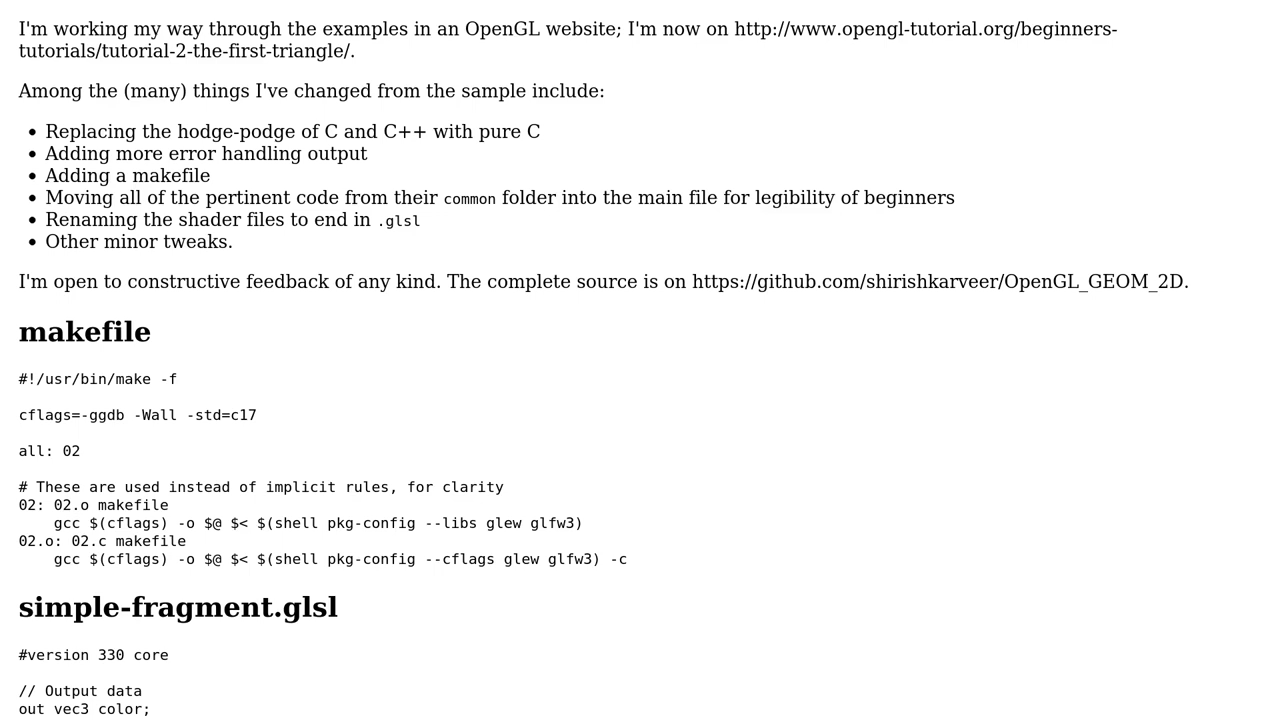 I'm working my way through the examples in an OpenGL website; I'm now on http://www.opengl-tutorial.org/beginners-
tutorials/tutorial-2-the-first-triangle/.
Among the (many) things I've changed from the sample include:
• Replacing the hodge-podge of C and C++ with pure C
• Adding more error handling output
• Adding a makefile
• Moving all of the pertinent code from their common folder into the main file for legibility of beginners
• Renaming the shader files to end in .glsl
• Other minor tweaks.
I'm open to constructive feedback of any kind. The complete source is on https://github.com/shirishkarveer/OpenGL_GEOM_2D.
makefile
#!/usr/bin/make -f
cflags=-ggdb -Wall -std=c17
all: 02
# These are used instead of implicit rules, for clarity
02: 02.o makefile
    gcc $(cflags) -o $@ $< $(shell pkg-config --libs glew glfw3)
02.o: 02.c makefile
    gcc $(cflags) -o $@ $< $(shell pkg-config --cflags glew glfw3) -c
simple-fragment.glsl
#version 330 core
// Output data
out vec3 color;